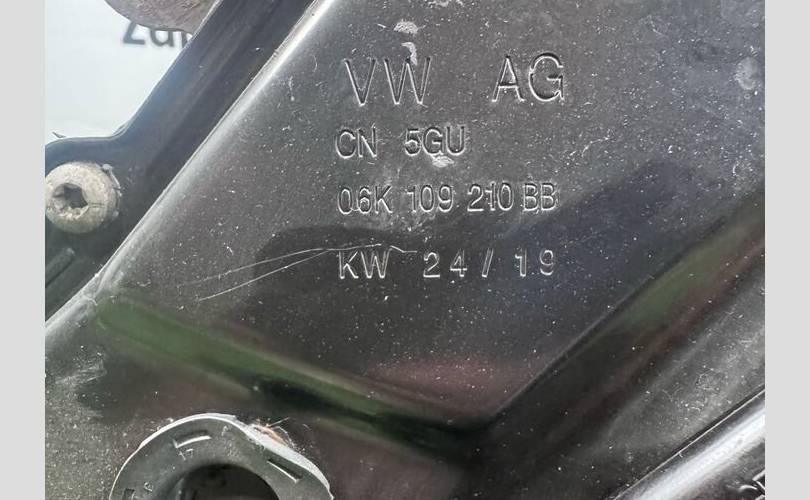 VW AG
CN 5GU
06K 109 210 BB
KW 24/19